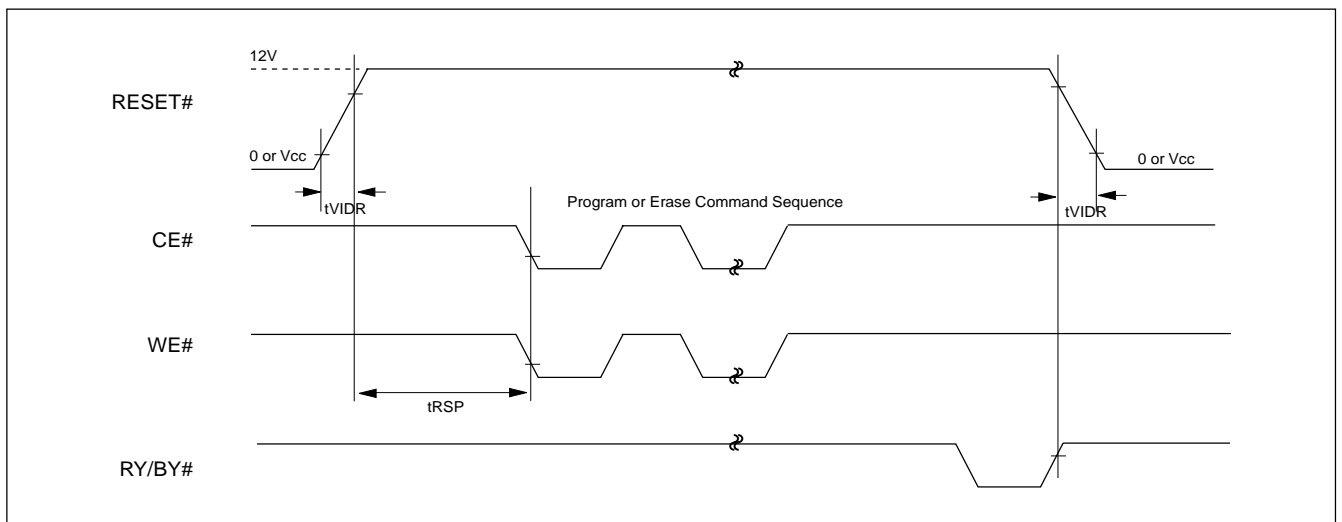 12V
RESET#
0 or Vcc
0 or Vcc
tVIDR
tVIDR
Program or Erase Command Sequence
CE#
WE#
tRSP
RY/BY#